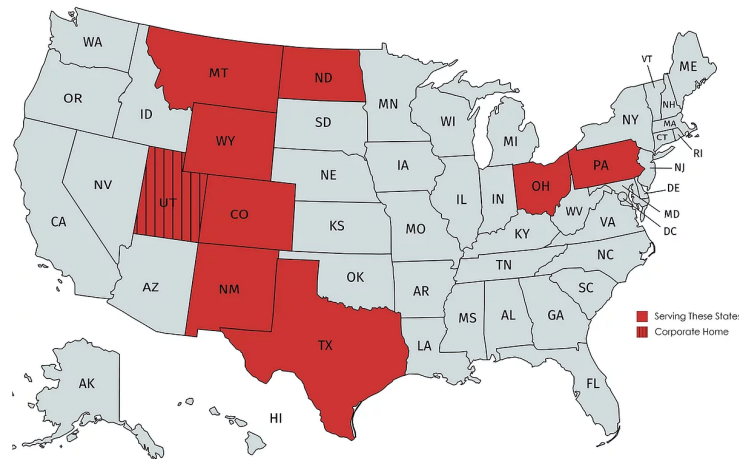 WA
MT
ND
MN
VT
ME
OR
ID
SD
WI
MI
NY
NH
MA
CT
RI
WY
NV
UT
CO
NE
IA
IL
IN
OH
PA
NJ
DE
MD
DC
CA
KS
MO
KY
WV
VA
AZ
NM
OK
AR
TN
NC
SC
TX
LA
MS
AL
GA
FL
AK
HI
Serving These States
Corporate Home